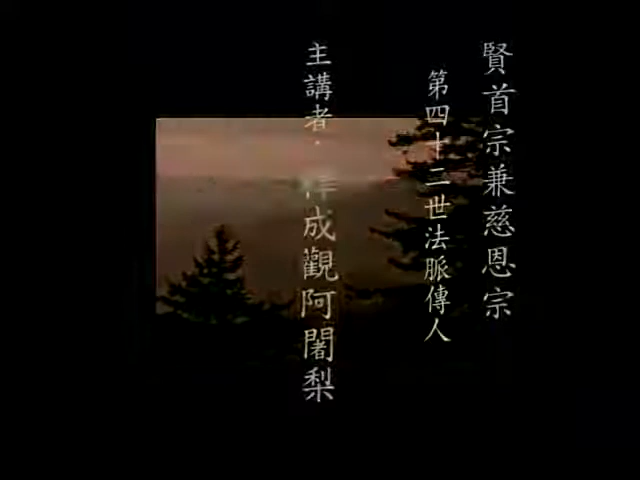 賢首宗兼慈恩宗
第四十二世法脈傳人
主講者・釋成觀阿闍梨